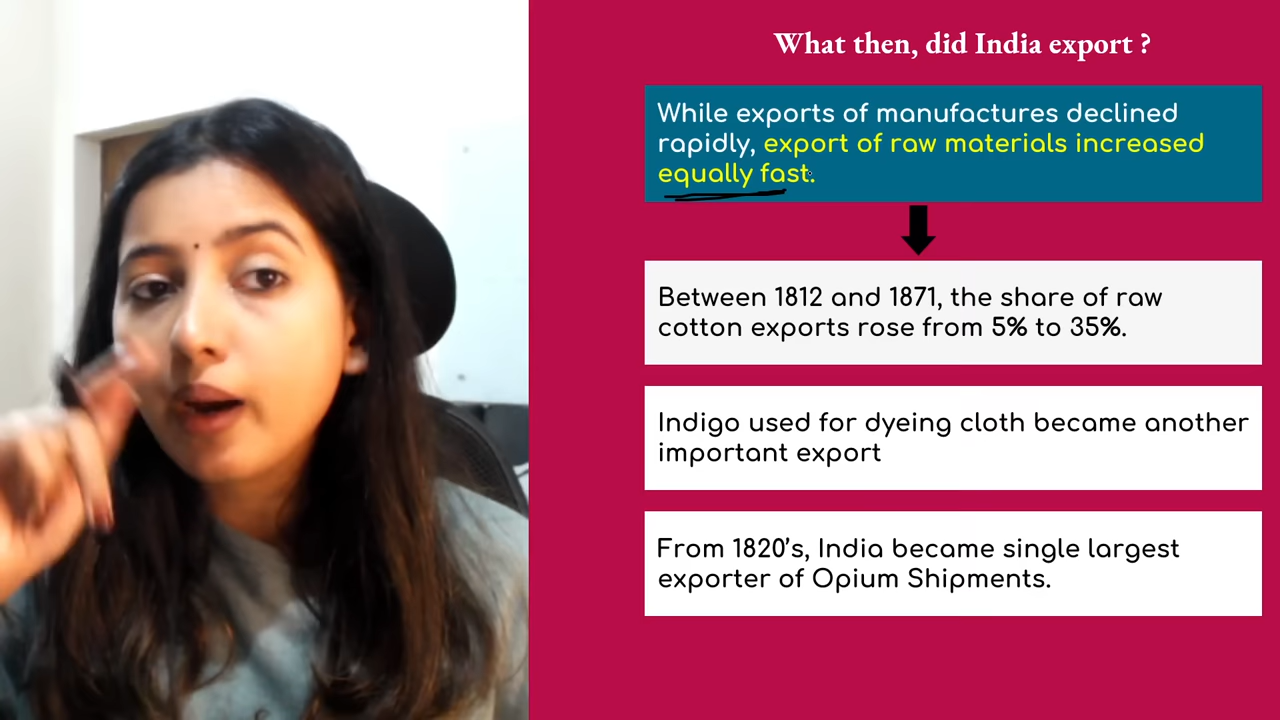 What then, did India export ?
While exports of manufactures declined
rapidly, export of raw materials increased
equally fast.
Between 1812 and 1871, the share of raw
cotton exports rose from 5% to 35%.
Indigo used for dyeing cloth became another
important export
From 1820's, India became single largest
exporter of Opium Shipments.